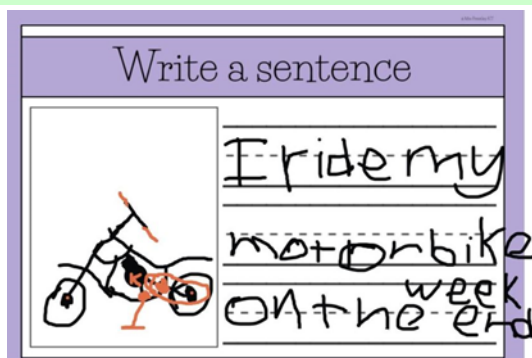 Write a sentence
I ride my
motorbike
on the week
end